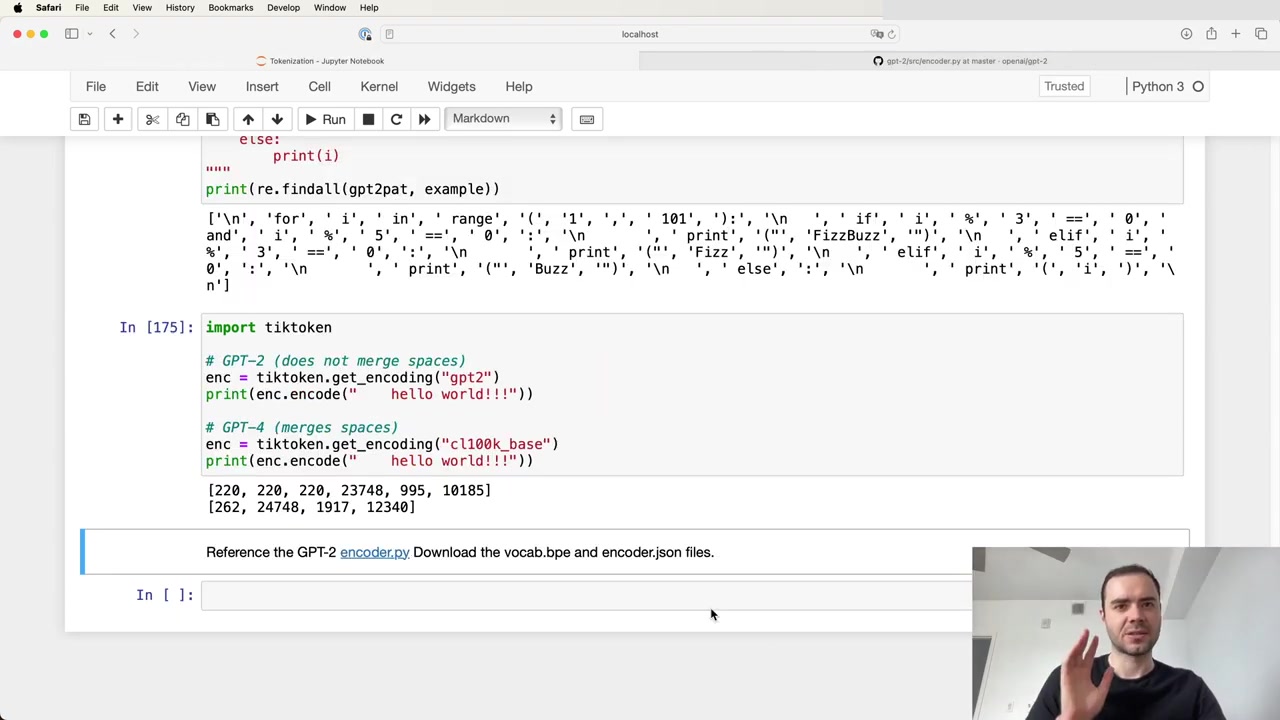 Safari File Edit View History Bookmarks Develop Window Help
localhost
Tokenization - Jupyter Notebook
gpt-2/src/encoder.py at master · openai/gpt-2
File Edit View Insert Cell Kernel Widgets Help
Trusted
Python 3
Run
Markdown
else:
print(i)
"""
print(re.findall(gpt2pat, example))
['\n', 'for', ' i', ' in', ' range', '(', '1', ',', ' 101', '):', '\n   ', ' if', ' i', ' %', ' 3', ' ==', ' 0', '
and', ' i', ' %', ' 5', ' ==', ' 0', ':', '\n       ', ' print', '("', 'FizzBuzz', '")', '\n   ', ' elif', ' i', '
%', ' 3', ' ==', ' 0', ':', '\n       ', ' print', '("', 'Fizz', '")', '\n   ', ' elif', ' i', ' %', ' 5', ' ==', '
0', ':', '\n       ', ' print', '("', 'Buzz', '")', '\n   ', ' else', ':', '\n       ', ' print', '(', 'i', ')', '\
n']
In [175]:
import tiktoken
# GPT-2 (does not merge spaces)
enc = tiktoken.get_encoding("gpt2")
print(enc.encode("    hello world!!!"))
# GPT-4 (merges spaces)
enc = tiktoken.get_encoding("cl100k_base")
print(enc.encode("    hello world!!!"))
[220, 220, 220, 23748, 995, 10185]
[262, 24748, 1917, 12340]
Reference the GPT-2 encoder.py Download the vocab.bpe and encoder.json files.
In [ ]: